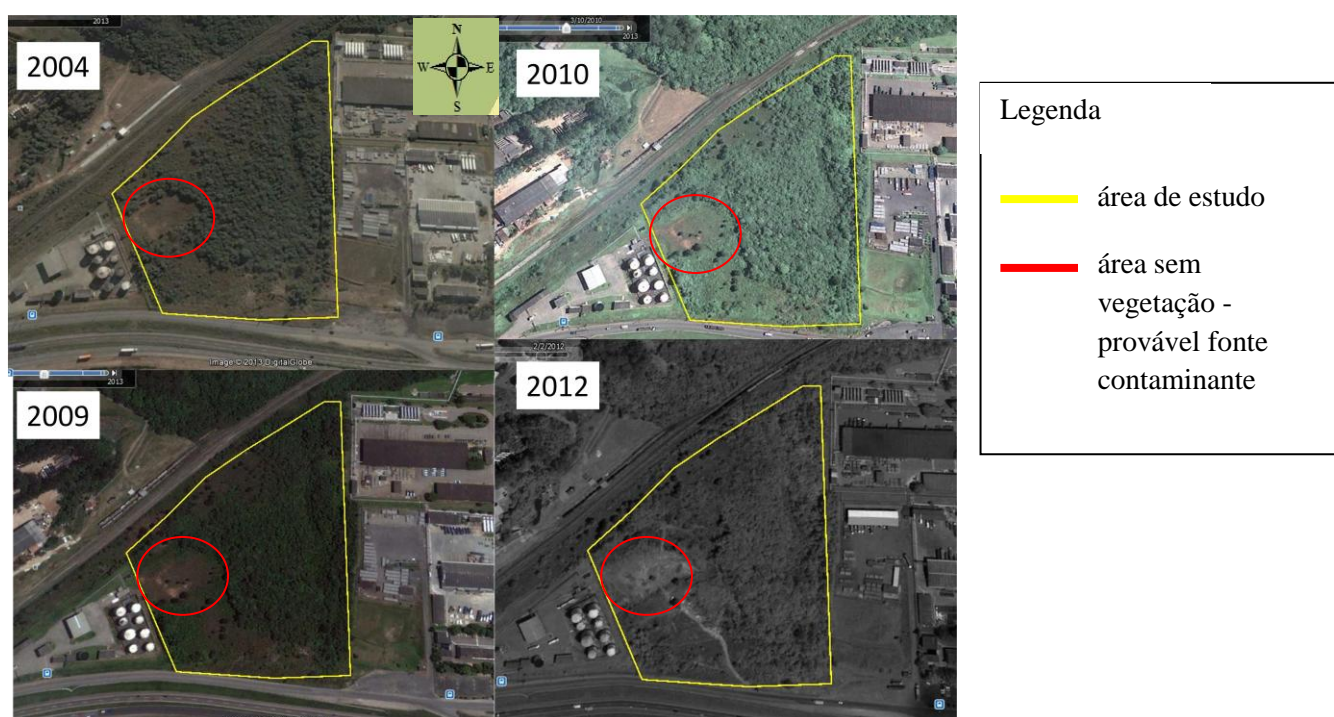 2013
2004
N
W E
S
3/10/2010
2013
2010
Image © 2013 DigitalGlobe
2013
2009
2/2/2012
2012
Legenda
área de estudo
área sem
vegetação -
provável fonte
contaminante